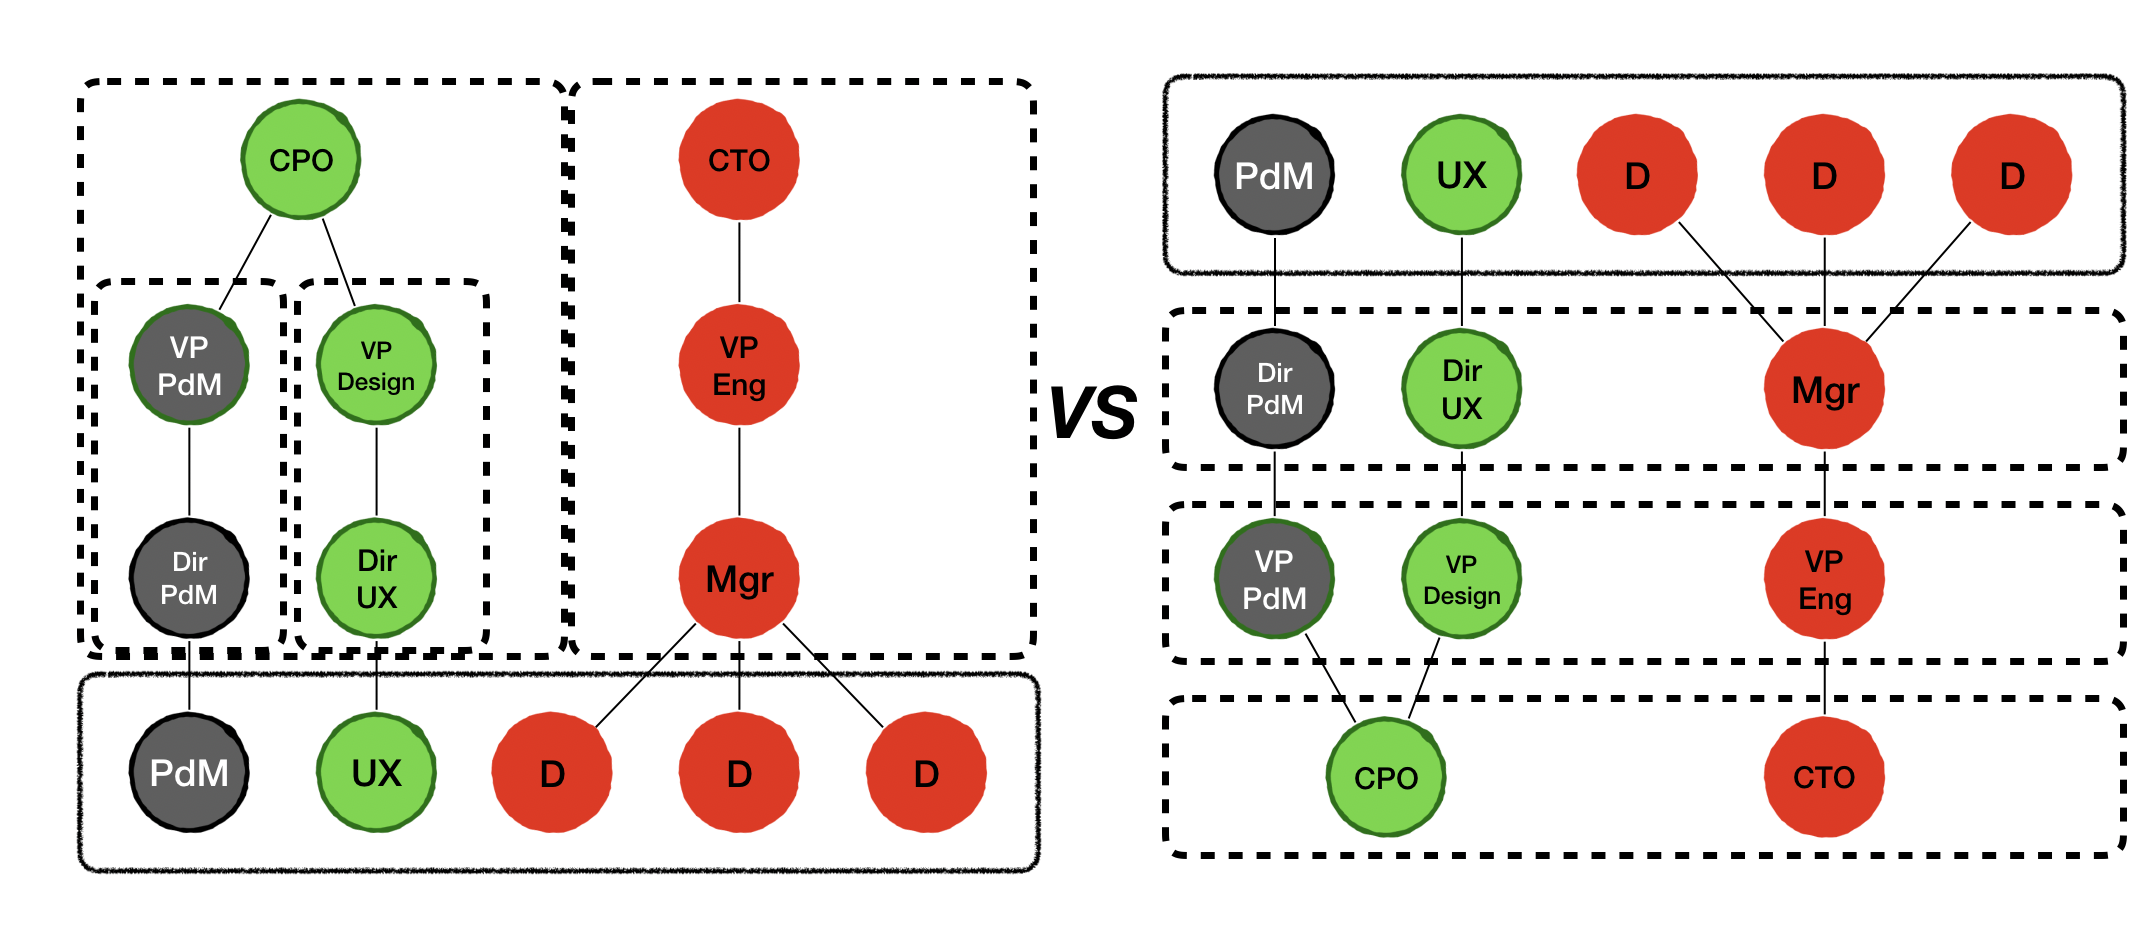 CPO
CTO
VP
PdM
VP
Design
VP
Eng
Dir
PdM
Dir
UX
Mgr
PdM
UX
D
D
D
VS
PdM
UX
D
D
D
Dir
PdM
Dir
UX
Mgr
VP
PdM
VP
Design
VP
Eng
CPO
CTO